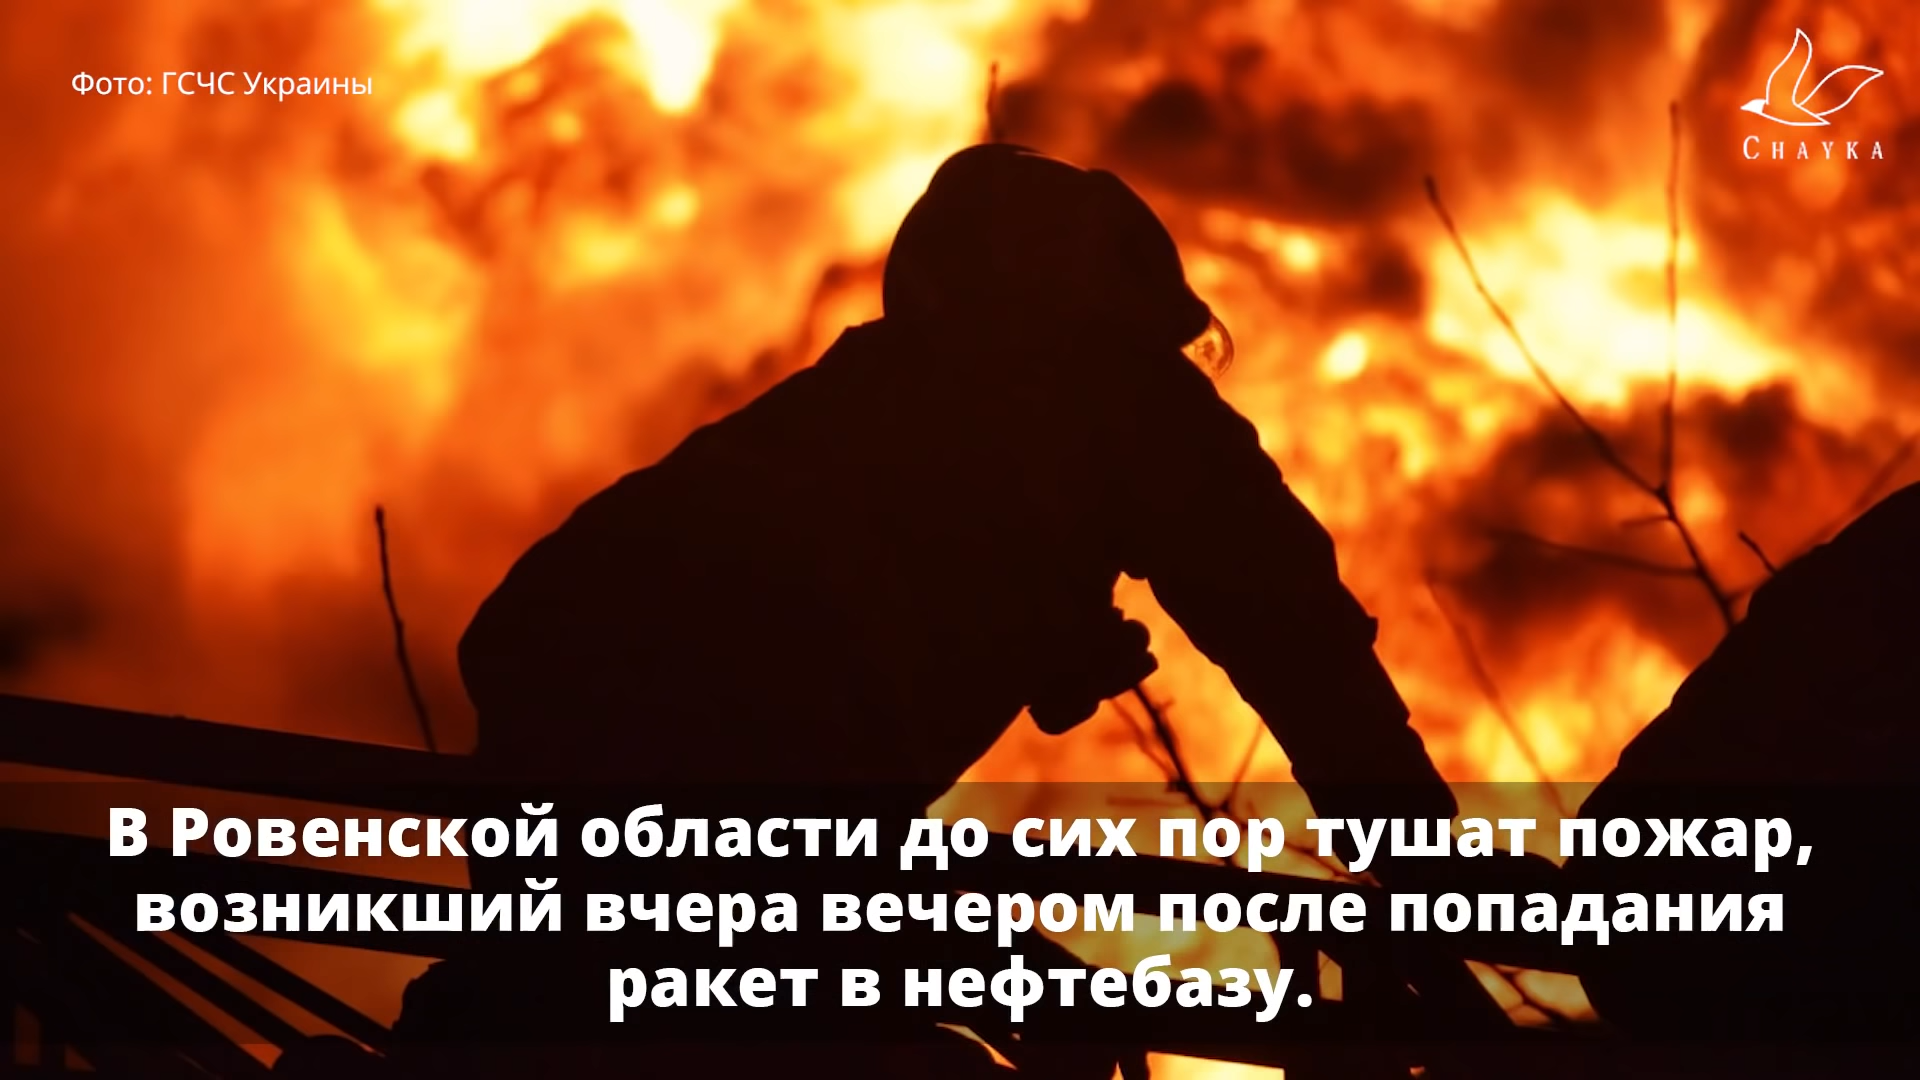 Фото: ГСЧС Украины
CHAYKA
В Ровенской области до сих пор тушат пожар,
возникший вчера вечером после попадания
ракет в нефтебазу.